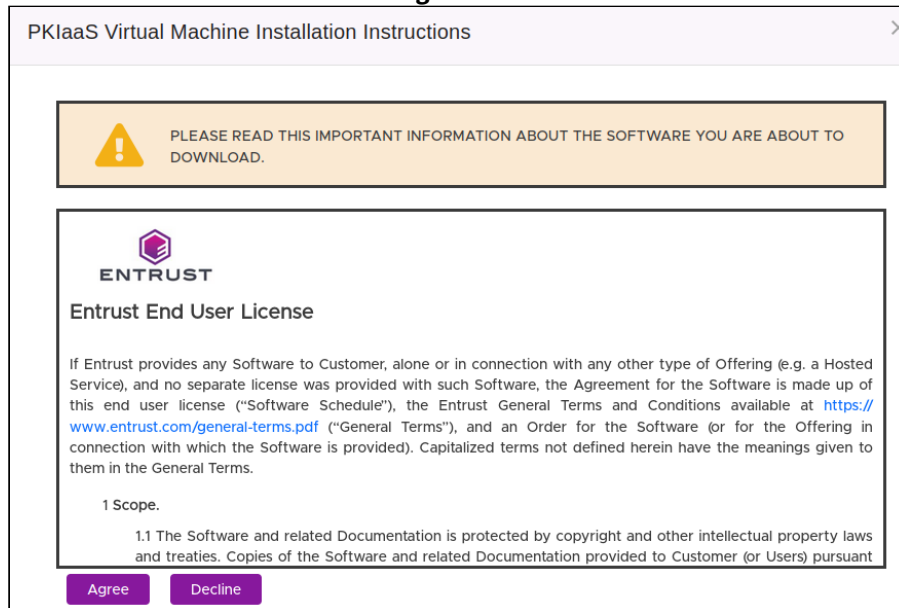 PKIaaS Virtual Machine Installation Instructions
PLEASE READ THIS IMPORTANT INFORMATION ABOUT THE SOFTWARE YOU ARE ABOUT TO
DOWNLOAD.
ENTRUST
Entrust End User License
If Entrust provides any Software to Customer, alone or in connection with any other type of Offering (e.g. a Hosted
Service), and no separate license was provided with such Software, the Agreement for the Software is made up of
this end user license (“Software Schedule”), the Entrust General Terms and Conditions available at https://
www.entrust.com/general-terms.pdf (“General Terms”), and an Order for the Software (or for the Offering in
connection with which the Software is provided). Capitalized terms not defined herein have the meanings given to
them in the General Terms.
1 Scope.
1.1 The Software and related Documentation is protected by copyright and other intellectual property laws
and treaties. Copies of the Software and related Documentation provided to Customer (or Users) pursuant
Agree
Decline